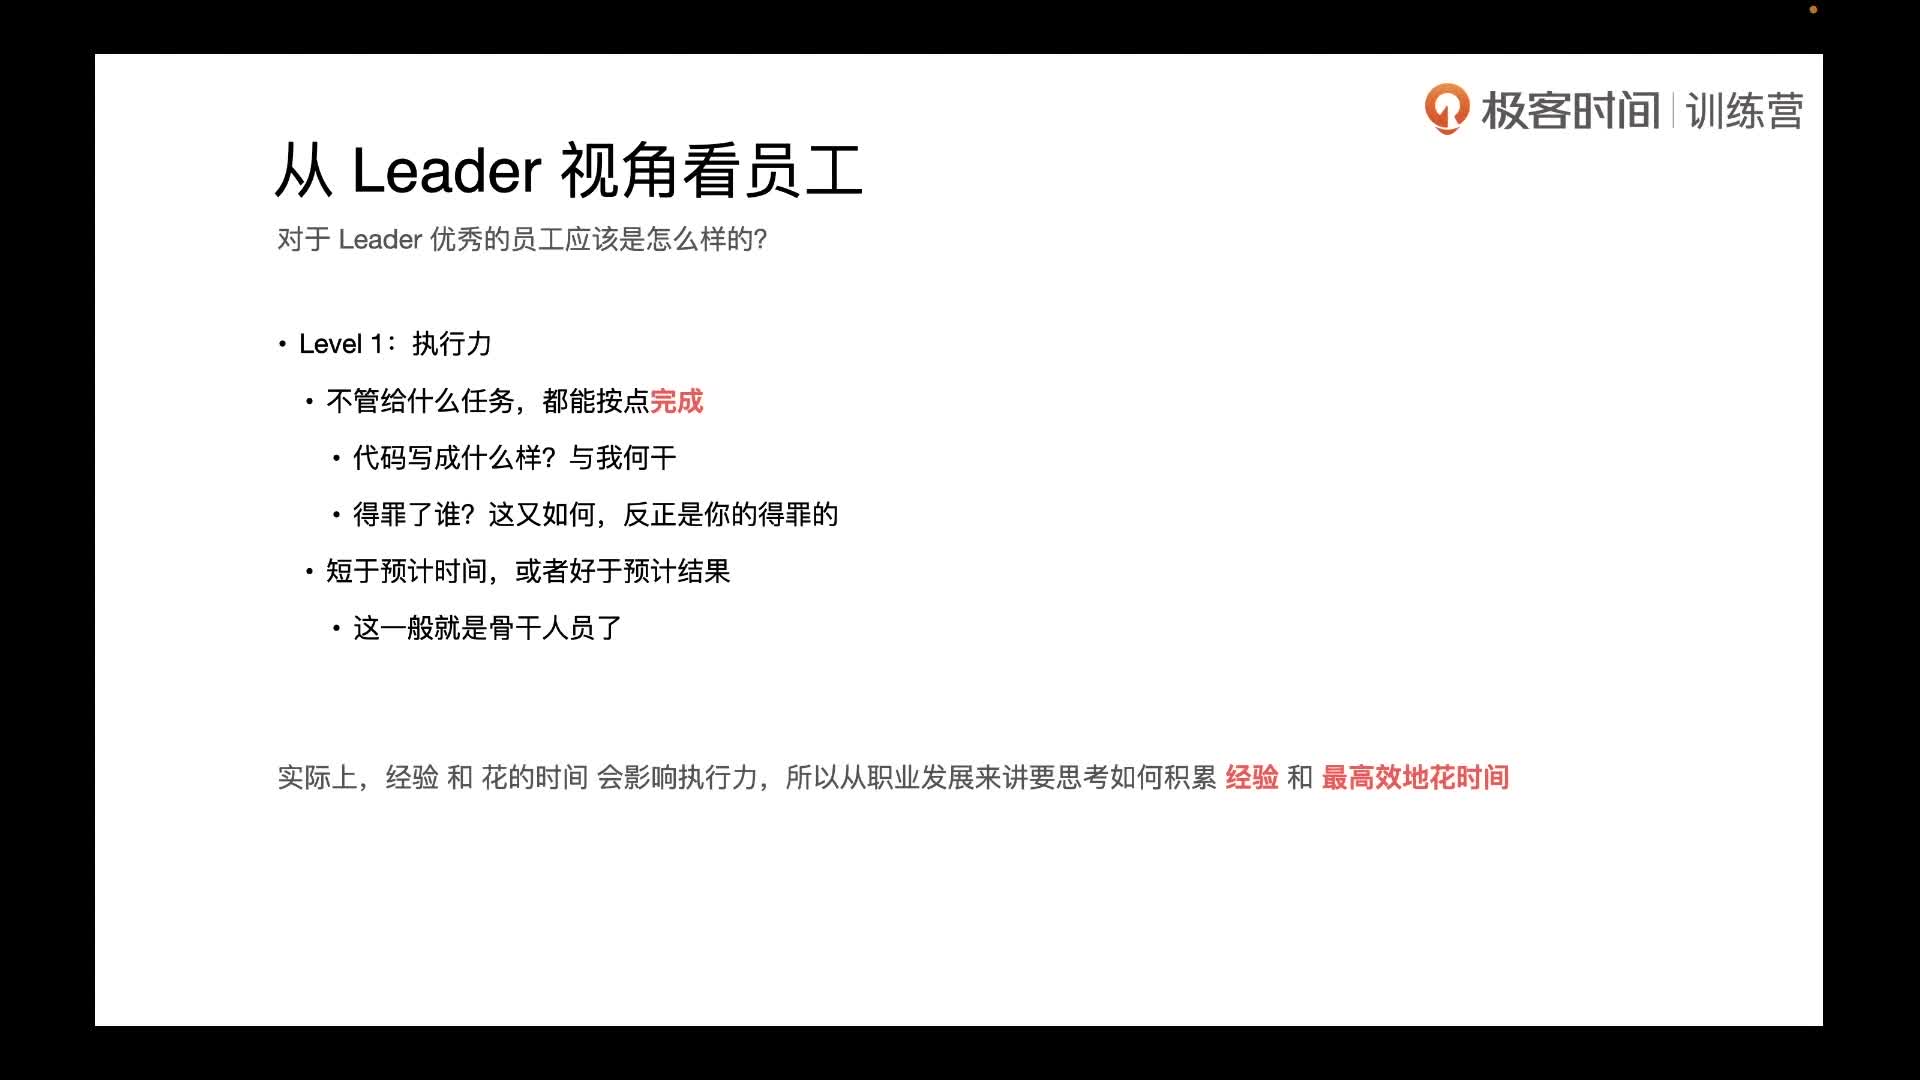 极客时间 | 训练营
从 Leader 视角看员工
对于 Leader 优秀的员工应该是怎么样的?
• Level 1：执行力
• 不管给什么任务，都能按点完成
• 代码写成什么样？与我何干
• 得罪了谁？这又如何，反正是你的得罪的
• 短于预计时间，或者好于预计结果
• 这一般就是骨干人员了
实际上，经验 和 花的时间 会影响执行力，所以从职业发展来讲要思考如何积累 经验 和 最高效地花时间